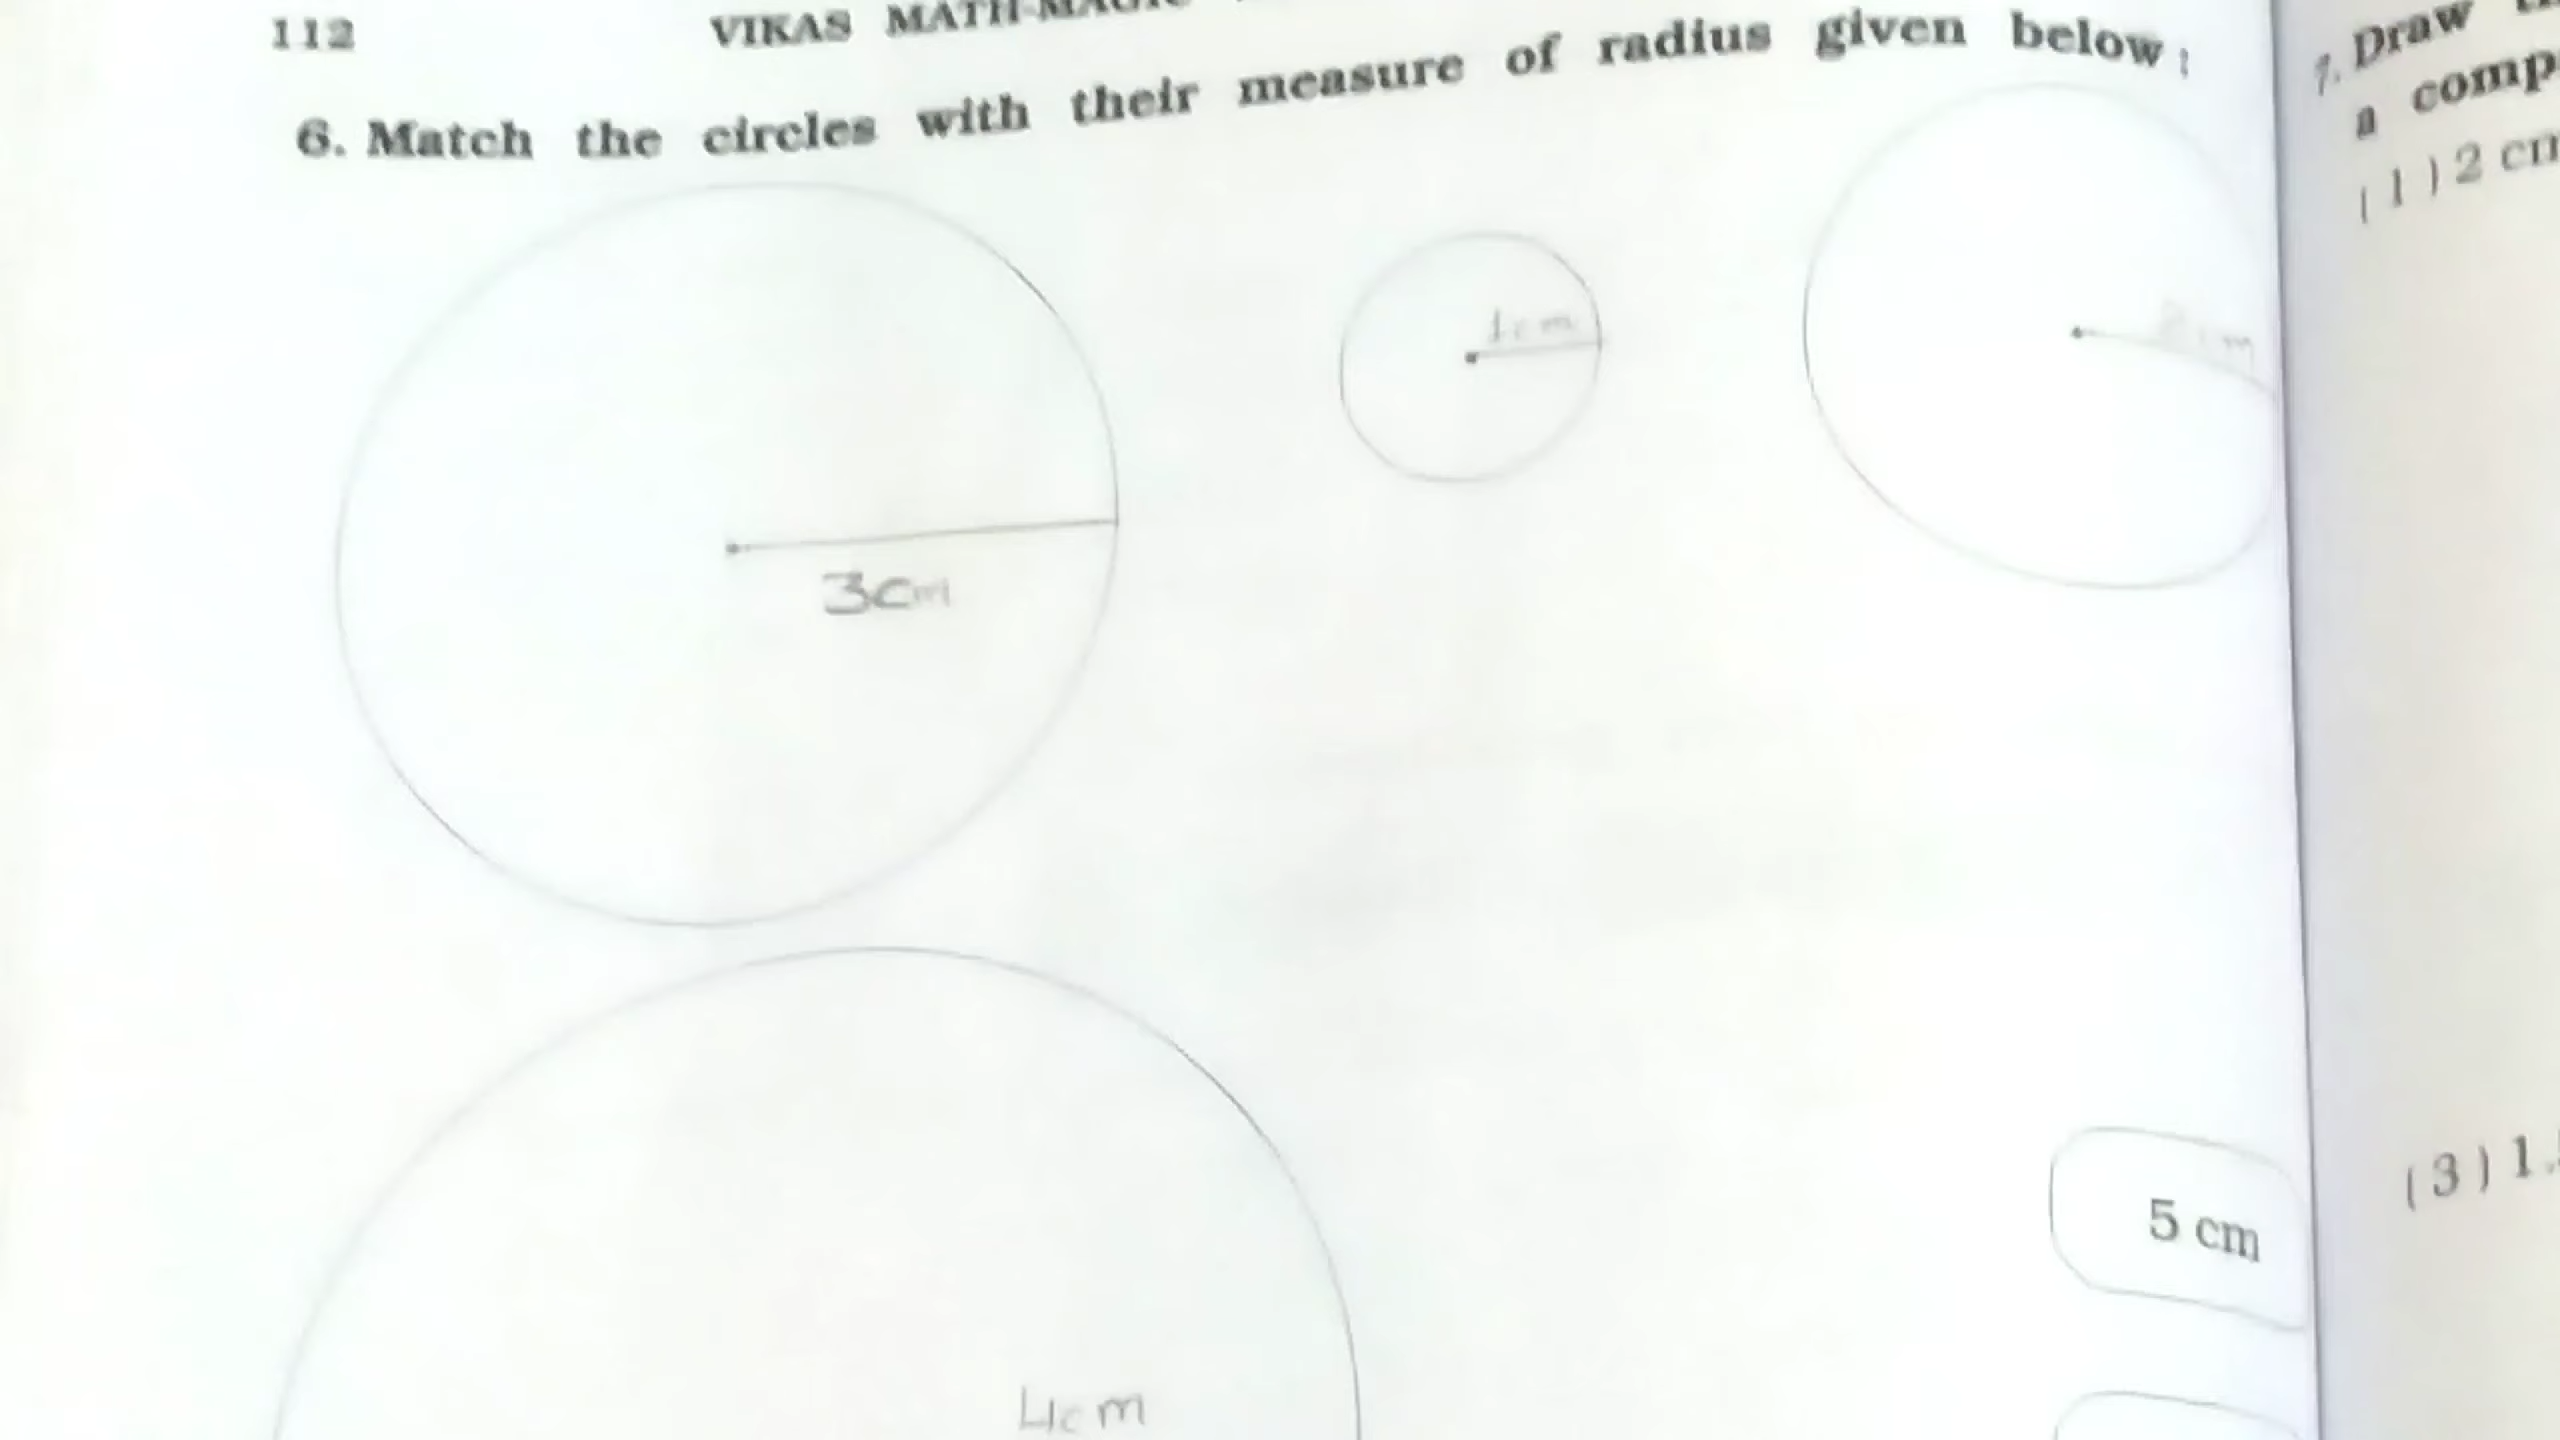 112 VIKAS
6. Match the circles with their measure of radius given below :
1cm
3cm
4cm
5 cm
7. Draw
a
(1) 2
(3) 1.